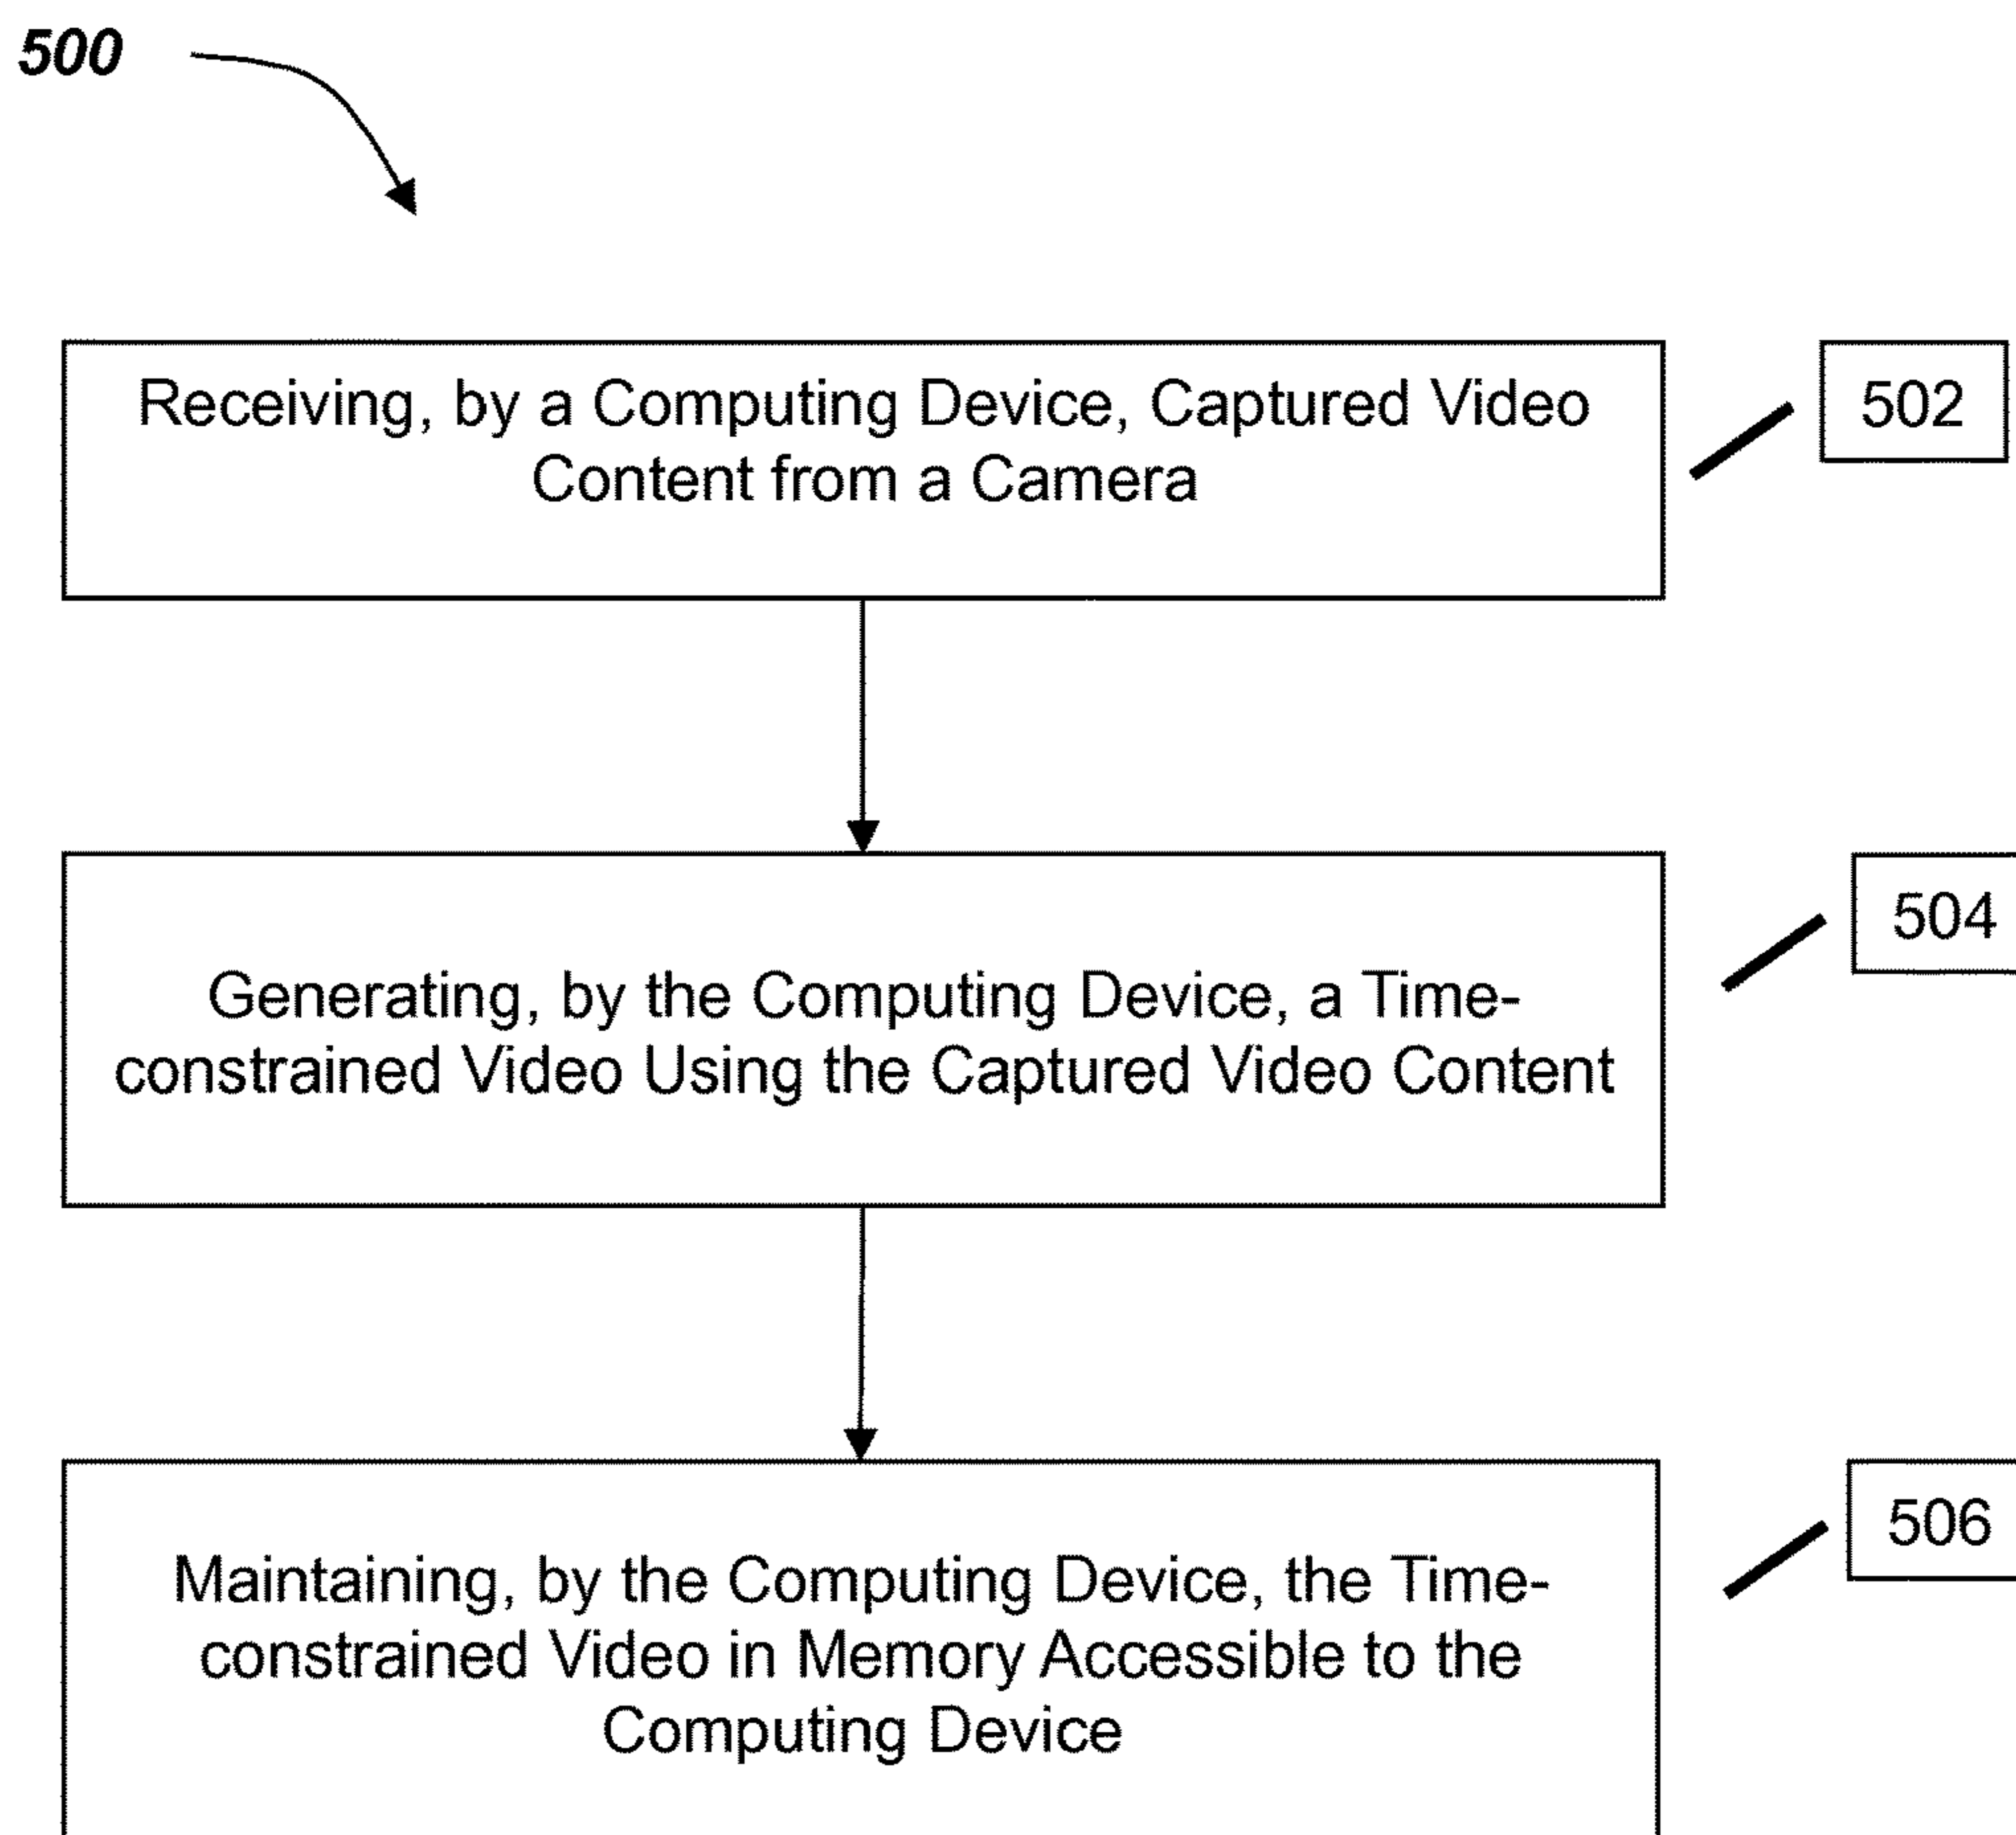 500
Receiving, by a Computing Device, Captured Video
Content from a Camera
502
Generating, by the Computing Device, a Time-
constrained Video Using the Captured Video Content
504
Maintaining, by the Computing Device, the Time-
constrained Video in Memory Accessible to the
Computing Device
506